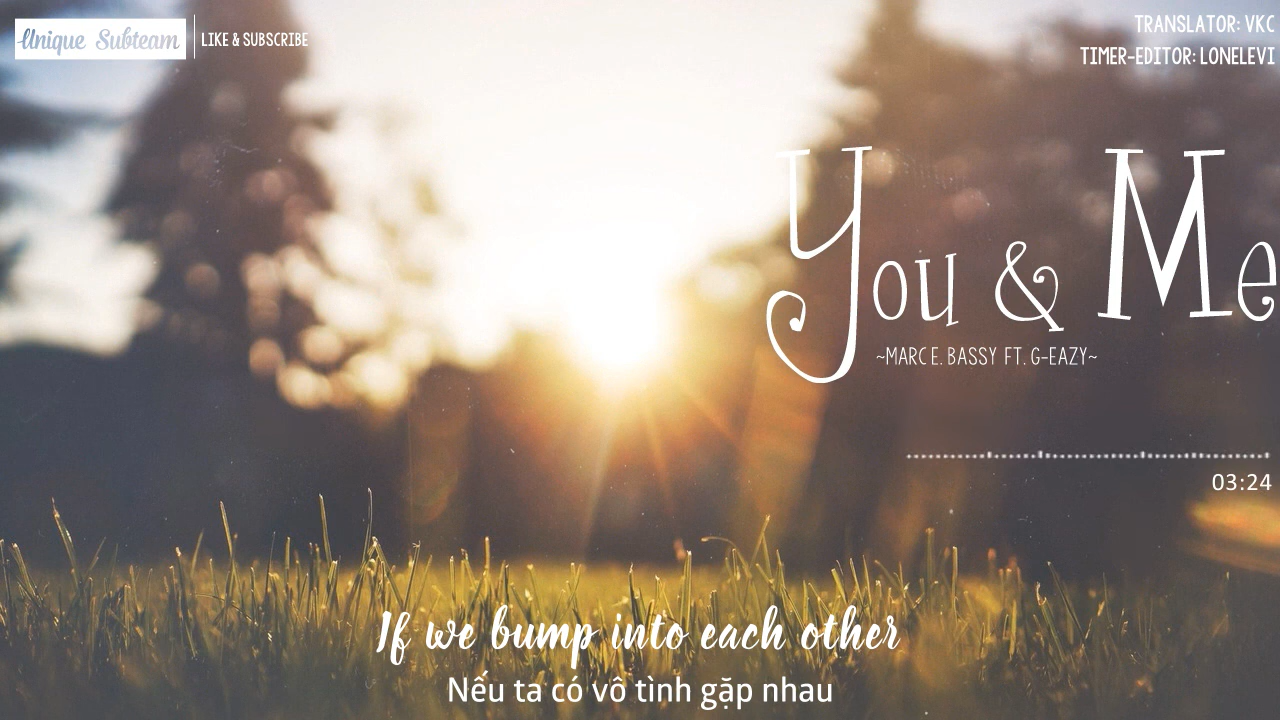 Unique Subteam
LIKE & SUBSCRIBE
TRANSLATOR: VKC
TIMER-EDITOR: LONELEVI
You & Me
~MARC E. BASSY FT. G-EAZY~
03:24
If we bump into each other
Nếu ta có vô tình gặp nhau